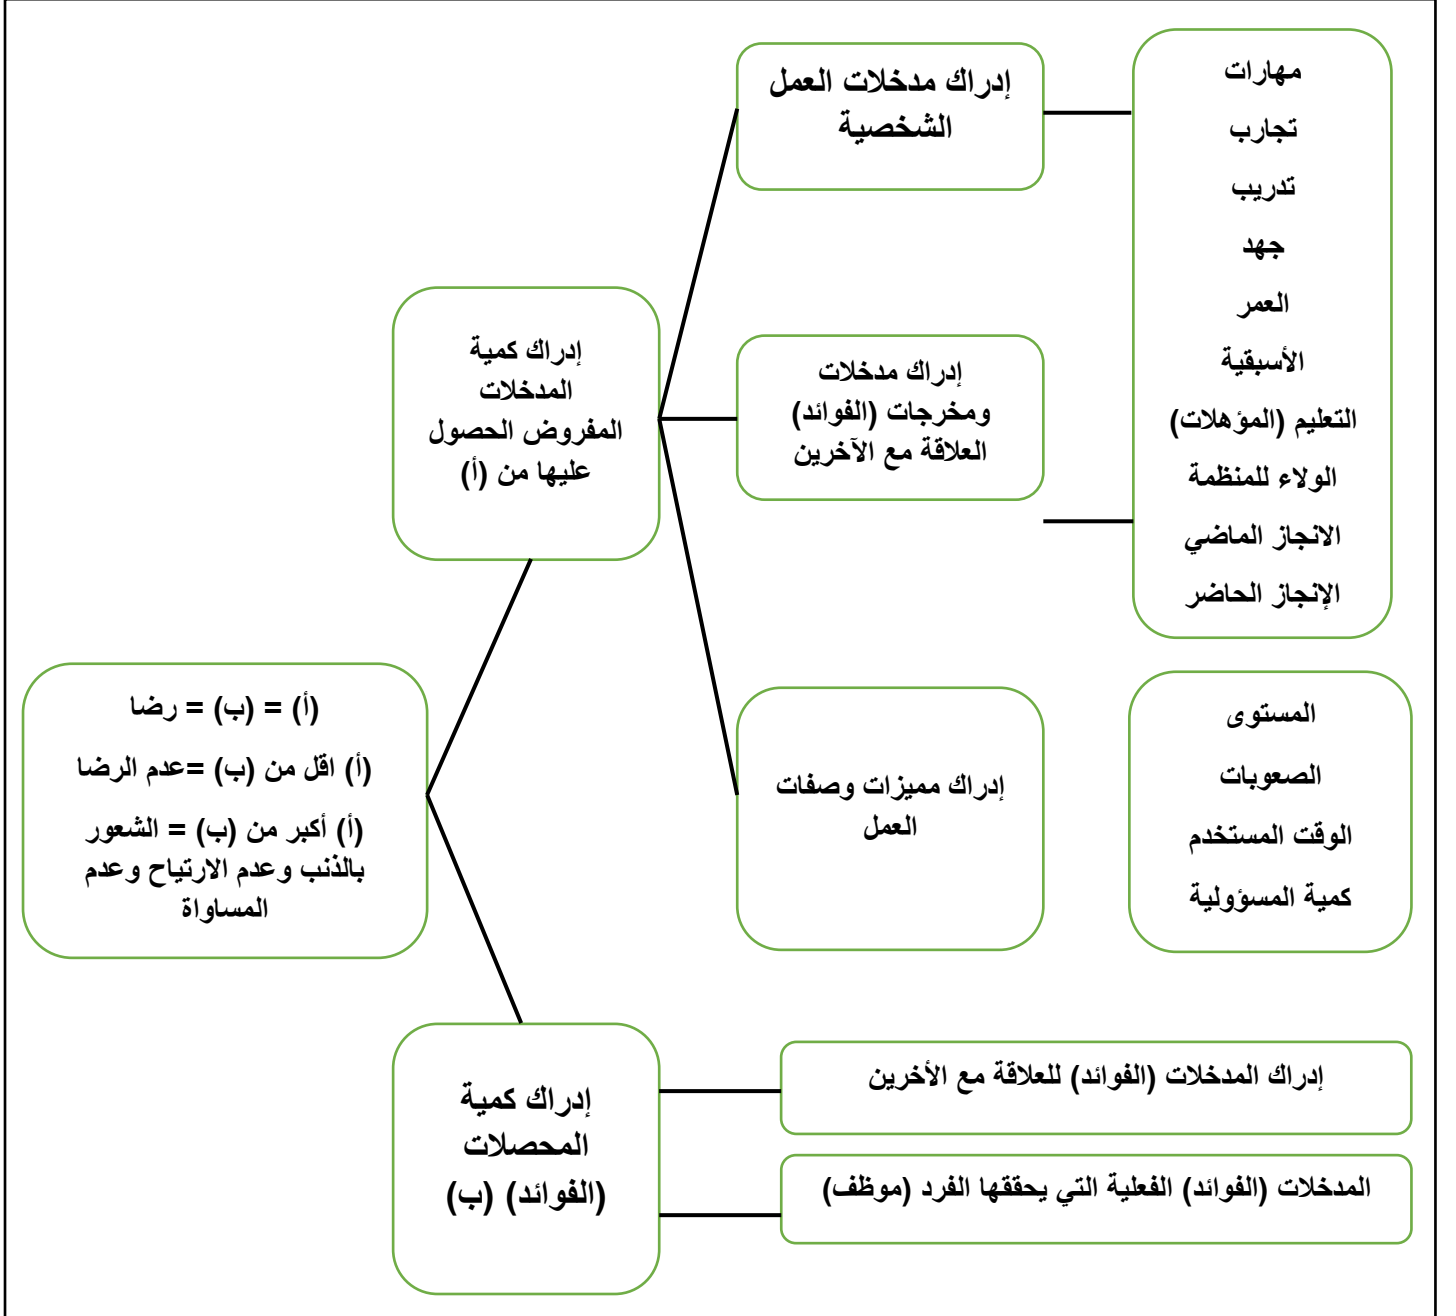 مهارات
تجارب
تدريب
جهد
العمر
الأسبقية
التعليم (المؤهلات)
الولاء للمنظمة
الانجاز الماضي
الإنجاز الحاضر
المستوى
الصعوبات
الوقت المستخدم
كمية المسؤولية
إدراك مدخلات العمل
الشخصية
إدراك مدخلات
ومخرجات (الفوائد)
العلاقة مع الآخرين
إدراك مميزات وصفات
العمل
إدراك المدخلات (الفوائد) للعلاقة مع الأخرين
المدخلات (الفوائد) الفعلية التي يحققها الفرد (موظف)
إدراك كمية
المدخلات
المفروض الحصول
عليها من (أ)
إدراك كمية
المحصلات
(الفوائد) (ب)
(أ) = (ب) = رضا
(أ) اقل من (ب) =عدم الرضا
(أ) أكبر من (ب) = الشعور
بالذنب وعدم الارتياح وعدم
المساواة